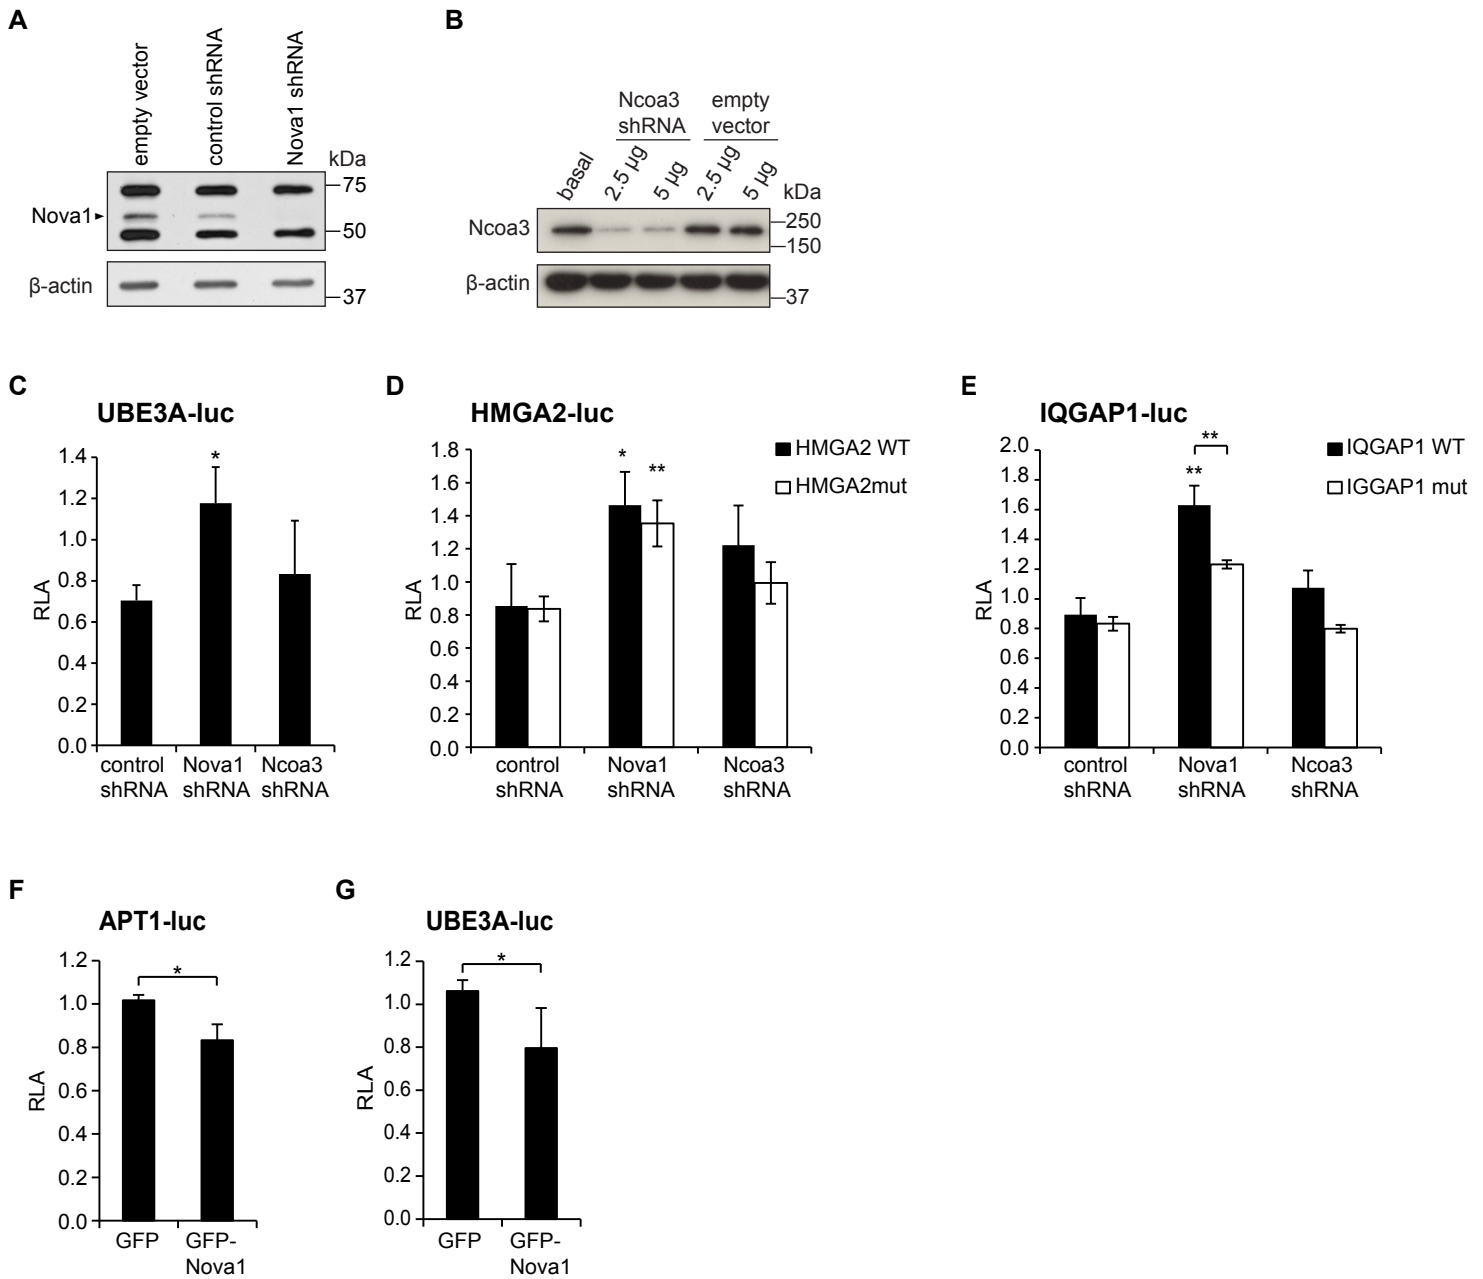 A
empty vector
control shRNA
Nova1 shRNA
kDa
75
Nova1
50
β-actin
37
B
Ncoa3
shRNA
empty
vector
basal
2.5 µg
5 µg
2.5 µg
5 µg
kDa
Ncoa3
250
150
β-actin
37
C
UBE3A-luc
RLA
1.4
*
1.2
1.0
0.8
0.6
0.4
0.2
0.0
control
shRNA
Nova1
shRNA
Ncoa3
shRNA
D
HMGA2-luc
HMGA2 WT
HMGA2mut
RLA
1.8
*
**
1.6
1.4
1.2
1.0
0.8
0.6
0.4
0.2
0.0
control
shRNA
Nova1
shRNA
Ncoa3
shRNA
E
IQGAP1-luc
IQGAP1 WT
IGGAP1 mut
RLA
2.0
**
**
1.8
1.6
1.4
1.2
1.0
0.8
0.6
0.4
0.2
0.0
control
shRNA
Nova1
shRNA
Ncoa3
shRNA
F
APT1-luc
RLA
1.2
*
1.0
0.8
0.6
0.4
0.2
0.0
GFP
GFP-
Nova1
G
UBE3A-luc
RLA
1.2
*
1.0
0.8
0.6
0.4
0.2
0.0
GFP
GFP-
Nova1